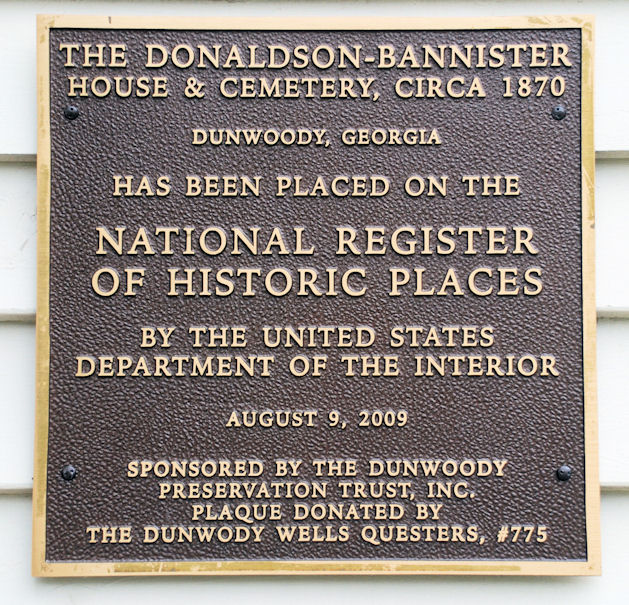 THE DONALDSON-BANNISTER
HOUSE & CEMETERY, CIRCA 1870
DUNWOODY, GEORGIA
HAS BEEN PLACED ON THE
NATIONAL REGISTER
OF HISTORIC PLACES
BY THE UNITED STATES
DEPARTMENT OF THE INTERIOR
AUGUST 9, 2009
SPONSORED BY THE DUNWOODY
PRESERVATION TRUST, INC.
PLAQUE DONATED BY
THE DUNWODY WELLS QUESTERS, #775